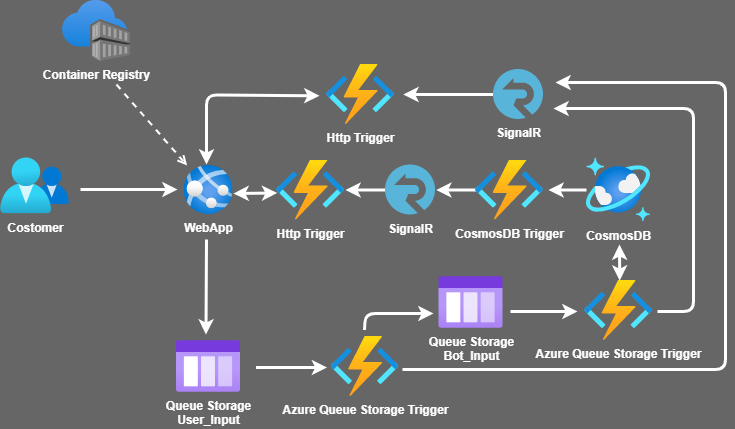 Container Registry
Http Trigger
SignalR
Costomer
WebApp
Http Trigger
SignalR
CosmosDB Trigger
CosmosDB
Queue Storage
Bot_Input
Azure Queue Storage Trigger
Queue Storage
User_Input
Azure Queue Storage Trigger